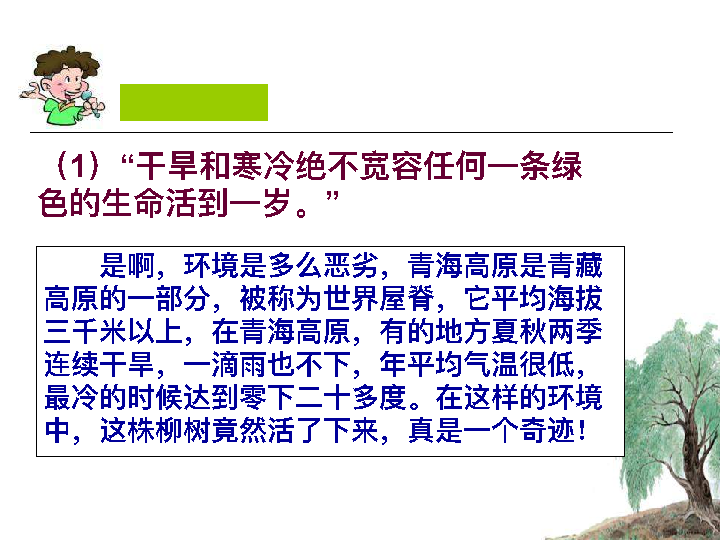 （1）“干旱和寒冷绝不宽容任何一条绿
色的生命活到一岁。”
是啊，环境是多么恶劣，青海高原是青藏
高原的一部分，被称为世界屋脊，它平均海拔
三千米以上，在青海高原，有的地方夏秋两季
连续干旱，一滴雨也不下，年平均气温很低，
最冷的时候达到零下二十多度。在这样的环境
中，这株柳树竟然活了下来，真是一个奇迹！